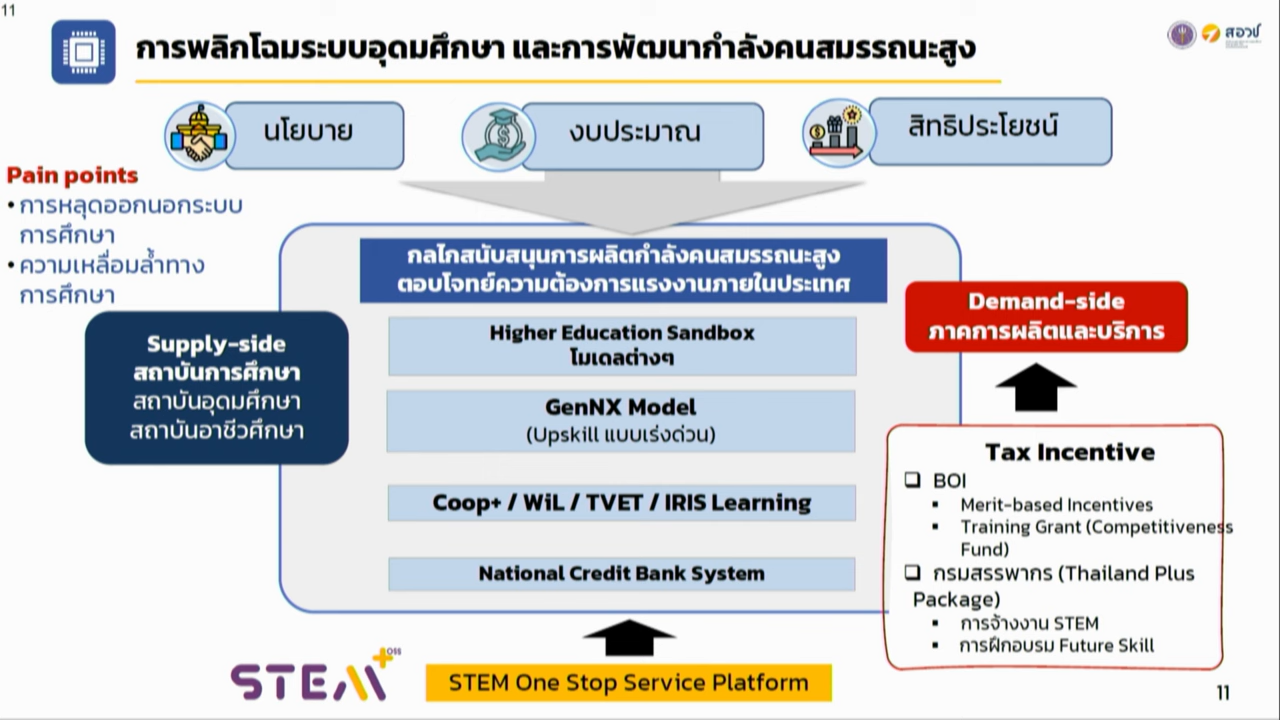 11
การพลิกโฉมระบบอุดมศึกษา และการพัฒนากำลังคนสมรรถนะสูง
สอวช
นโยบาย
งบประมาณ
สิทธิประโยชน์
Pain points
• การหลุดออกนอกระบบ
การศึกษา
• ความเหลื่อมล้ำทาง
การศึกษา
กลไกสนับสนุนการผลิตกำลังคนสมรรถนะสูง
ตอบโจทย์ความต้องการแรงงานภายในประเทศ
Supply-side
สถาบันการศึกษา
สถาบันอุดมศึกษา
สถาบันอาชีวศึกษา
Higher Education Sandbox
โมเดลต่างๆ
GenNX Model
(Upskill แบบเร่งด่วน)
Coop+ / WiL / TVET / IRIS Learning
National Credit Bank System
Demand-side
ภาคการผลิตและบริการ
Tax Incentive
❑ BOI
▪ Merit-based Incentives
▪ Training Grant (Competitiveness
Fund)
❑ กรมสรรพากร (Thailand Plus
Package)
▪ การจ้างงาน STEM
▪ การฝึกอบรม Future Skill
STEM+ OSS
STEM One Stop Service Platform
11